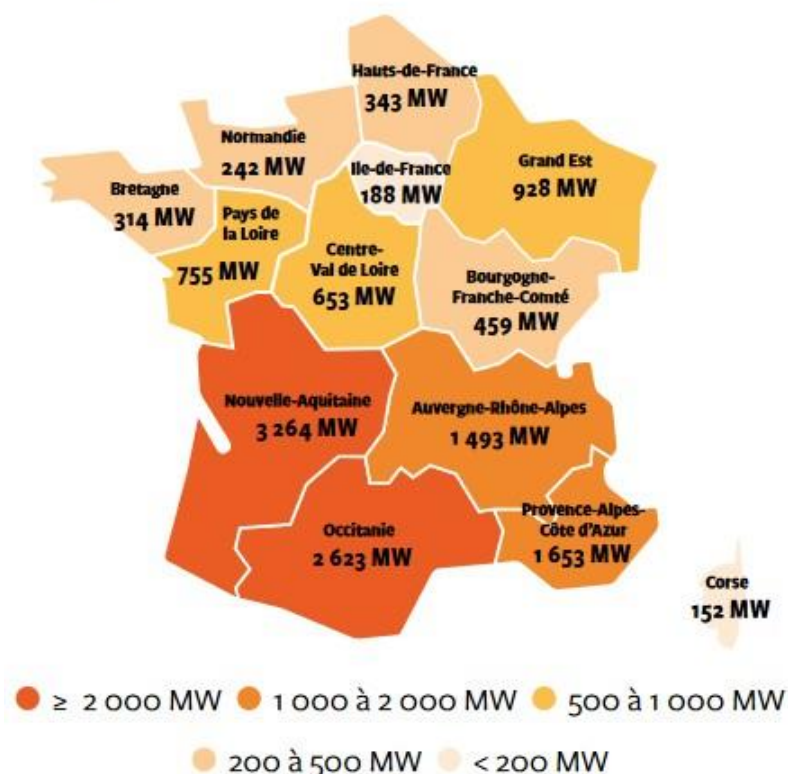 Hauts-de-France
343 MW
Normandie
242 MW
Ile-de-France
188 MW
Grand Est
928 MW
Bretagne
314 MW
Pays de
la Loire
755 MW
Centre-
Val de Loire
653 MW
Bourgogne-
Franche-Comté
459 MW
Nouvelle-Aquitaine
3 264 MW
Auvergne-Rhône-Alpes
1 493 MW
Occitanie
2 623 MW
Provence-Alpes-
Côte d'Azur
1 653 MW
Corse
152 MW
≥ 2 000 MW
1 000 à 2 000 MW
500 à 1 000 MW
200 à 500 MW
< 200 MW